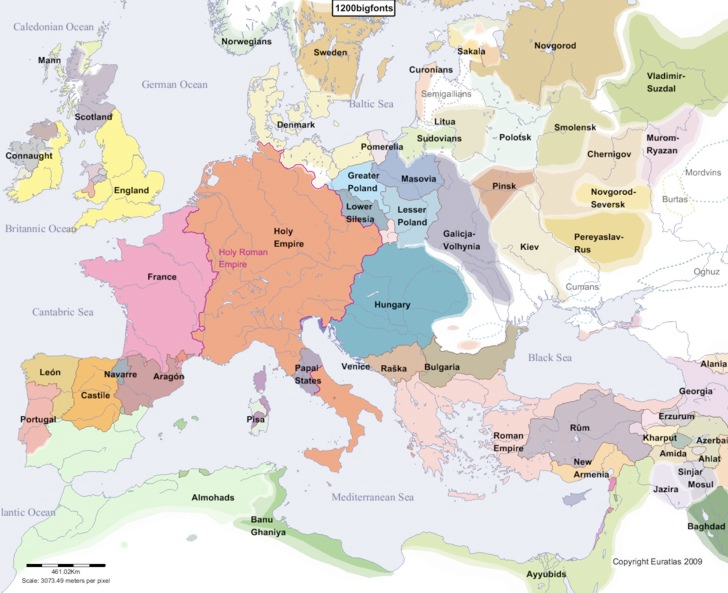 1200bigfonts
Caledonian Ocean
Norwegians
Sweden
Novgorod
Sakala
Mann
Curonians
Vladimir-
Suzdal
German Ocean
Semigallians
Baltic Sea
Scotland
Denmark
Litua
Smolensk
Sudovians
Polotsk
Murom-
Ryazan
Pomerelia
Chernigov
Connaught
Mordvins
England
Greater
Poland
Masovia
Pinsk
Novgorod-
Seversk
Burtas
Lower
Silesia
Lesser
Poland
Britannic Ocean
Holy
Empire
Galicja-
Volhynia
Kiev
Pereyaslav-
Rus
Holy Roman
Empire
France
Oghuz
Cumans
Hungary
Cantabric Sea
Black Sea
Alania
León
Navarre
Aragón
Papal
States
Venice
Raška
Bulgaria
Castile
Georgia
Portugal
Pisa
Roman
Empire
Rûm
Erzurum
Kharput
Azerbai
Amida
Ahlat
New
Armenia
Sinjar
Mosul
Jazira
Almohads
Mediterranean Sea
lantic Ocean
Banu
Ghaniya
Baghdad
461.02Km
Scale: 3073.49 meters per pixel
Copyright Euratlas 2009
Ayyubids